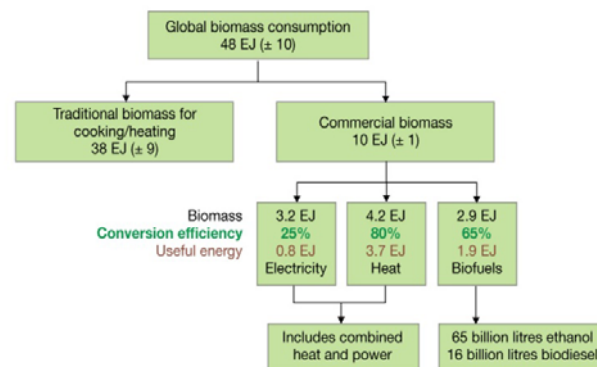 Global biomass consumption
48 EJ (± 10)
Traditional biomass for
cooking/heating
38 EJ (± 9)
Commercial biomass
10 EJ (± 1)
Biomass 3.2 EJ 4.2 EJ 2.9 EJ
Conversion efficiency 25% 80% 65%
Useful energy 0.8 EJ 3.7 EJ 1.9 EJ
Electricity Heat Biofuels
Includes combined
heat and power
65 billion litres ethanol
16 billion litres biodiesel